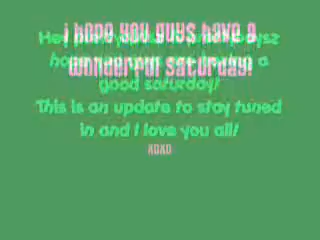 i hope you guys have a
wonderful saturday!
Hey
good saturday!
This is an update to stay tuned
in and I love you all!
XOXO